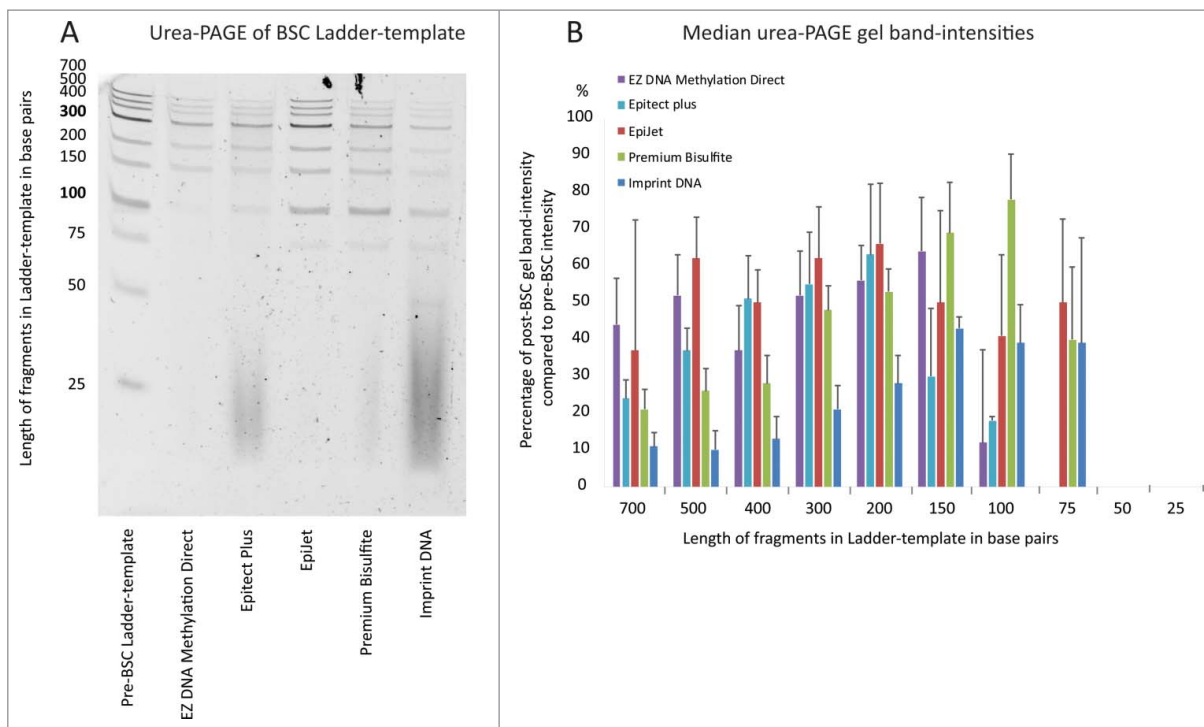 A
Urea-PAGE of BSC Ladder-template
Length of fragments in Ladder-template in base pairs
700
500
400
300
200
150
100
75
50
25
Pre-BSC Ladder-template
EZ DNA Methylation Direct
Epitect Plus
EpiJet
Premium Bisulfite
Imprint DNA
B
Median urea-PAGE gel band-intensities
EZ DNA Methylation Direct
Epitect plus
EpiJet
Premium Bisulfite
Imprint DNA
Percentage of post-BSC gel band-intensity
compared to pre-BSC intensity
%
100
90
80
70
60
50
40
30
20
10
0
700
500
400
300
200
150
100
75
50
25
Length of fragments in Ladder-template in base pairs